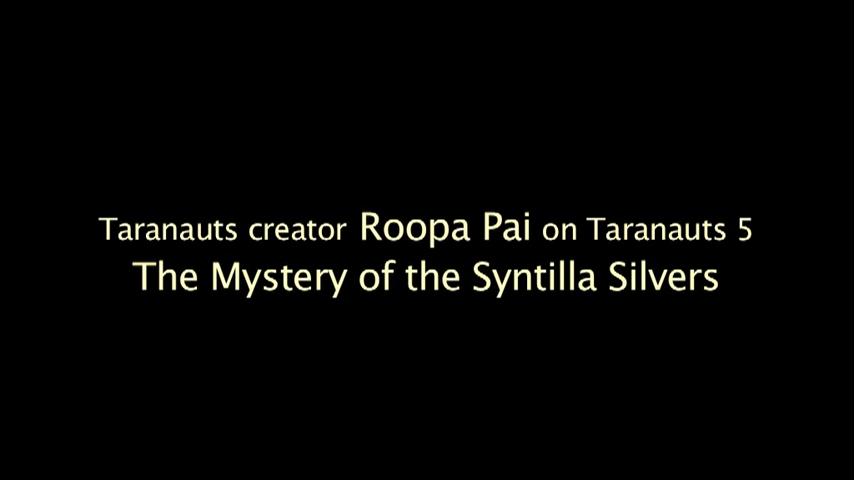 Taranauts creator Roopa Pai on Taranauts 5
The Mystery of the Syntilla Silvers